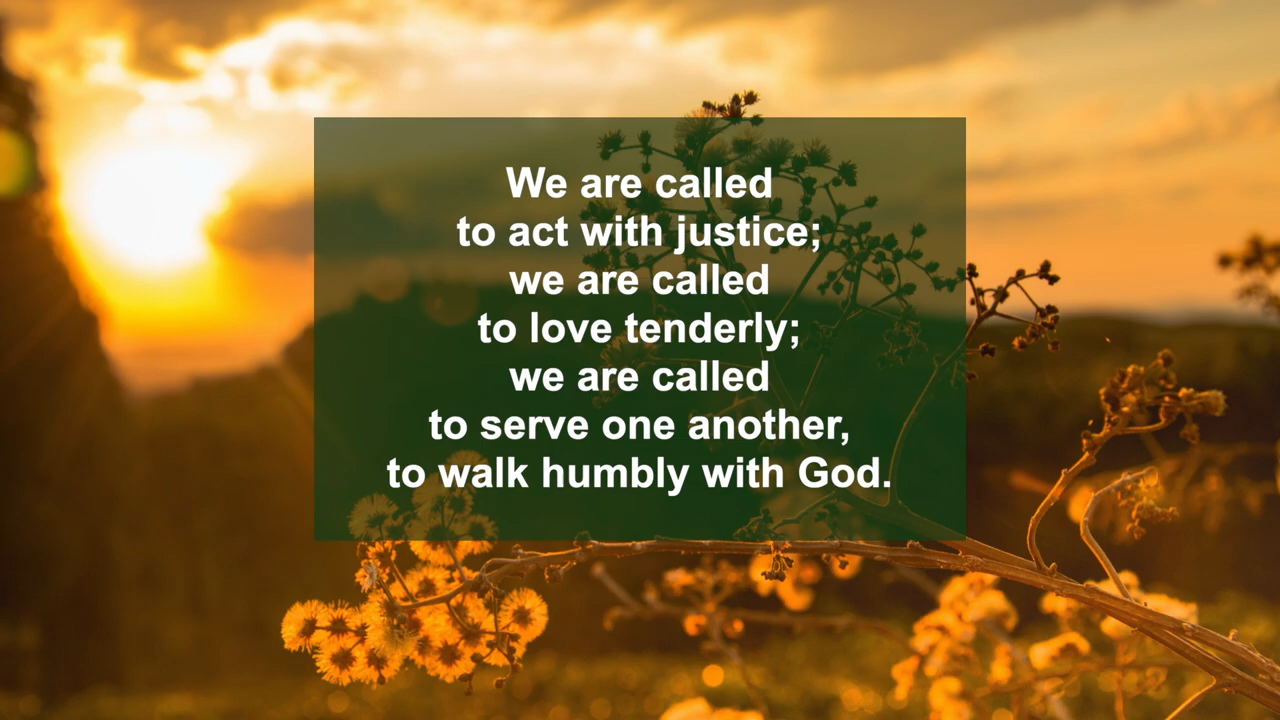 We are called
to act with justice;
we are called
to love tenderly;
we are called
to serve one another,
to walk humbly with God.